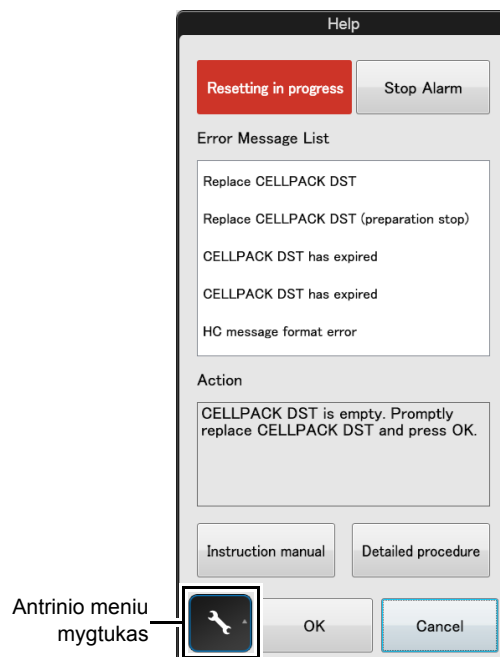 Help
Resetting in progress
Stop Alarm
Error Message List
Replace CELLPACK DST
Replace CELLPACK DST (preparation stop)
CELLPACK DST has expired
CELLPACK DST has expired
HC message format error
Action
CELLPACK DST is empty. Promptly
replace CELLPACK DST and press OK.
Instruction manual
Detailed procedure
Antrinio meniu
mygtukas
OK
Cancel